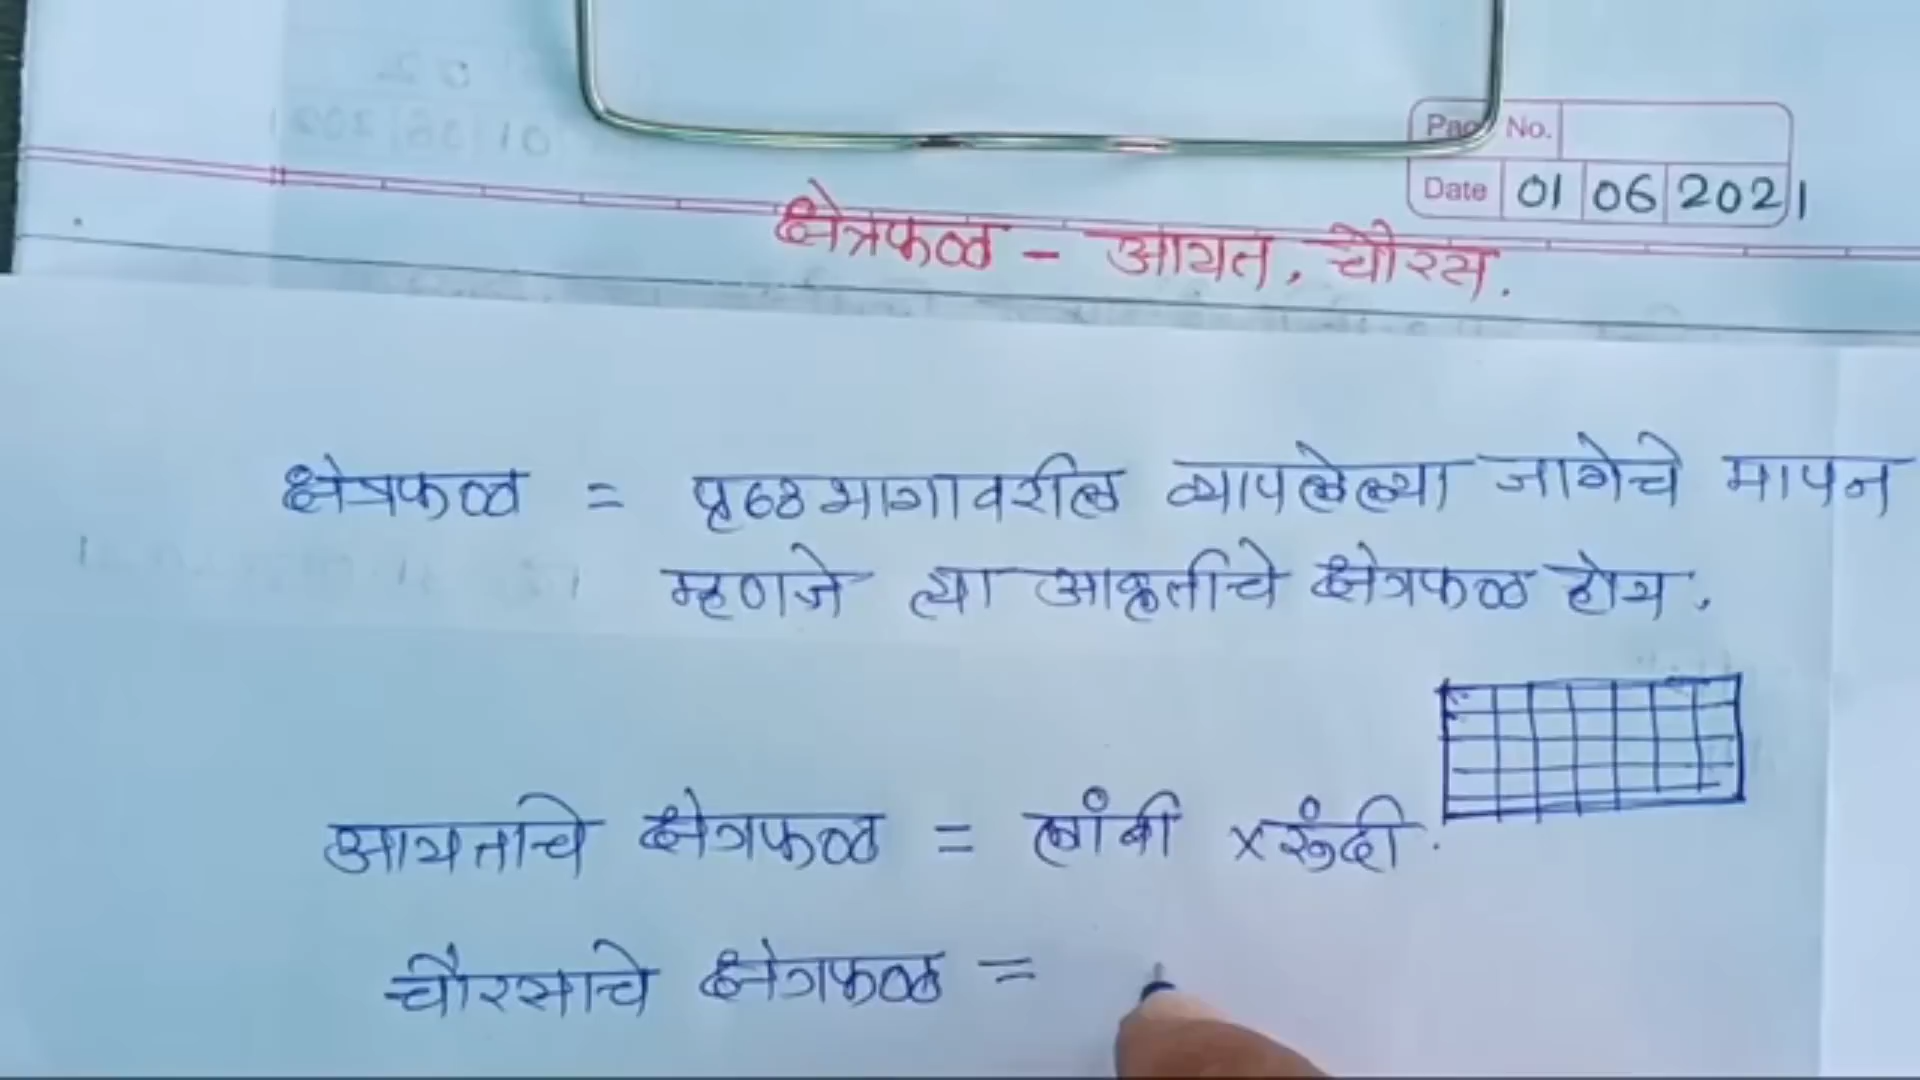 Page No.
Date 01 06 2021
क्षेत्रफळ - आयत, चौरस.
क्षेत्रफळ = पृष्ठभागावरील व्यापलेल्या जागेचे मापन
म्हणजे त्या आकृतीचे क्षेत्रफळ होय.
आयताचे क्षेत्रफळ = लांबी × रुंदी.
चौरसाचे क्षेत्रफळ =